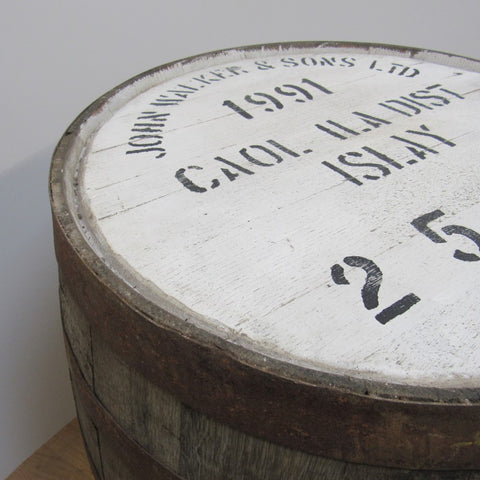 JOHN WALKER & SONS LTD
1991
CAOL ILA DIST
ISLAY
25